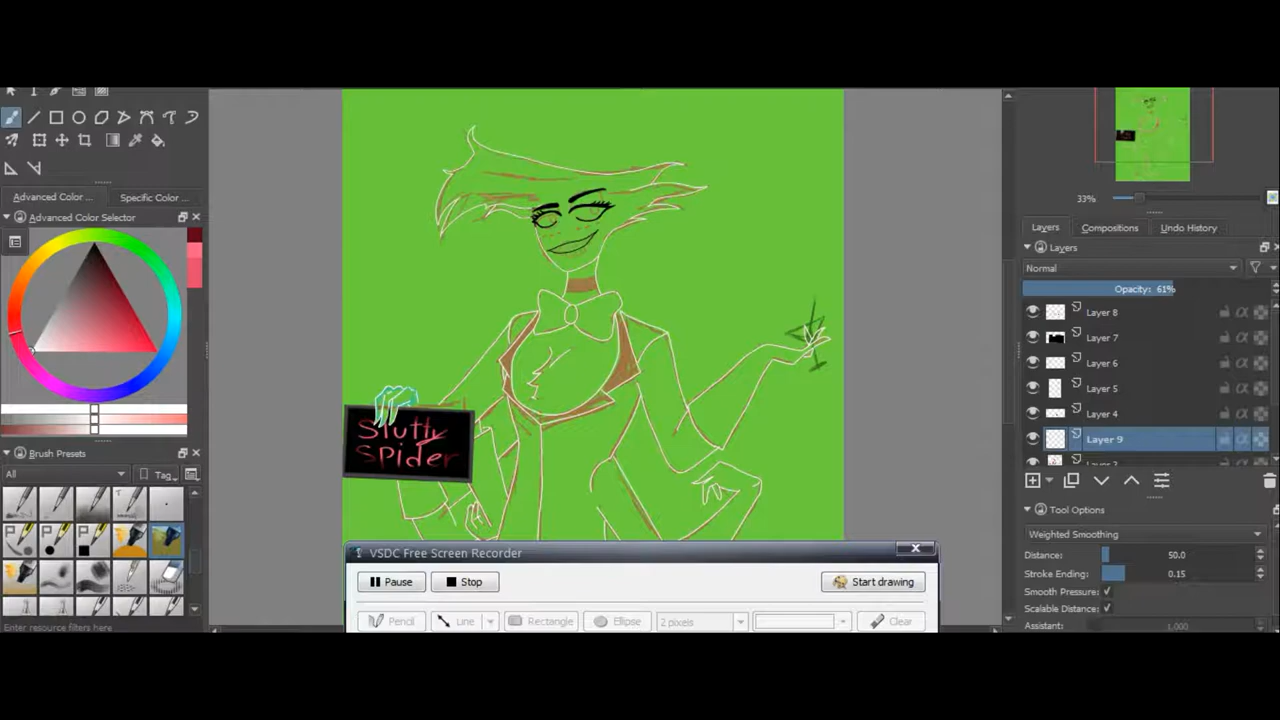 Advanced Color ...
Specific Color ...
Advanced Color Selector
Brush Presets
All
Tag
Enter resource filters here
Slutty
Spider
VSDC Free Screen Recorder
Pause
Stop
Start drawing
Pencil
Line
Rectangle
Ellipse
2 pixels
Clear
33%
Layers
Compositions
Undo History
Layers
Normal
Opacity: 61%
Layer 8
Layer 7
Layer 6
Layer 5
Layer 4
Layer 9
Tool Options
Weighted Smoothing
Distance:
50.0
Stroke Ending:
0.15
Smooth Pressure:
Scalable Distance:
Assistant:
1.000